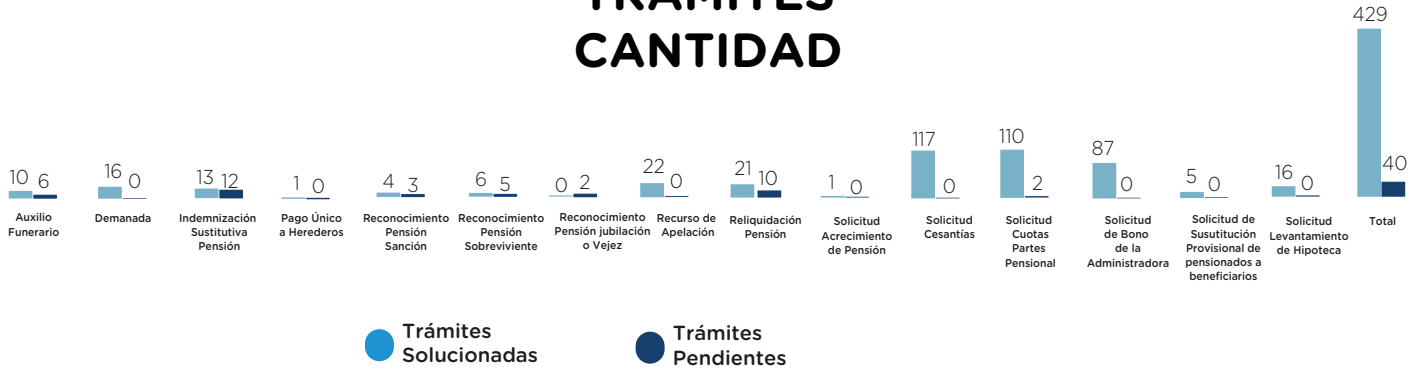 TRÁMITES
CANTIDAD
429
40
10 6
16 0
13 12
1 0
4 3
6 5
0 2
22 0
21 10
1 0
117
0
110
2
87
0
5 0
16 0
Auxilio
Funerario
Demanada
Indemnización
Sustitutiva
Pensión
Pago Único
a Herederos
Reconocimiento
Pensión
Sanción
Reconocimiento
Pensión
Sobreviviente
Reconocimiento
Pensión jubilación
o Vejez
Recurso de
Apelación
Reliquidación
Pensión
Solicitud
Acrecimiento
de Pensión
Solicitud
Cesantías
Solicitud
Cuotas
Partes
Pensional
Solicitud
de Bono
de la
Administradora
Solicitud de
Susutitución
Provisional de
pensionados a
beneficiarios
Solicitud
Levantamiento
de Hipoteca
Total
Trámites
Solucionadas
Trámites
Pendientes